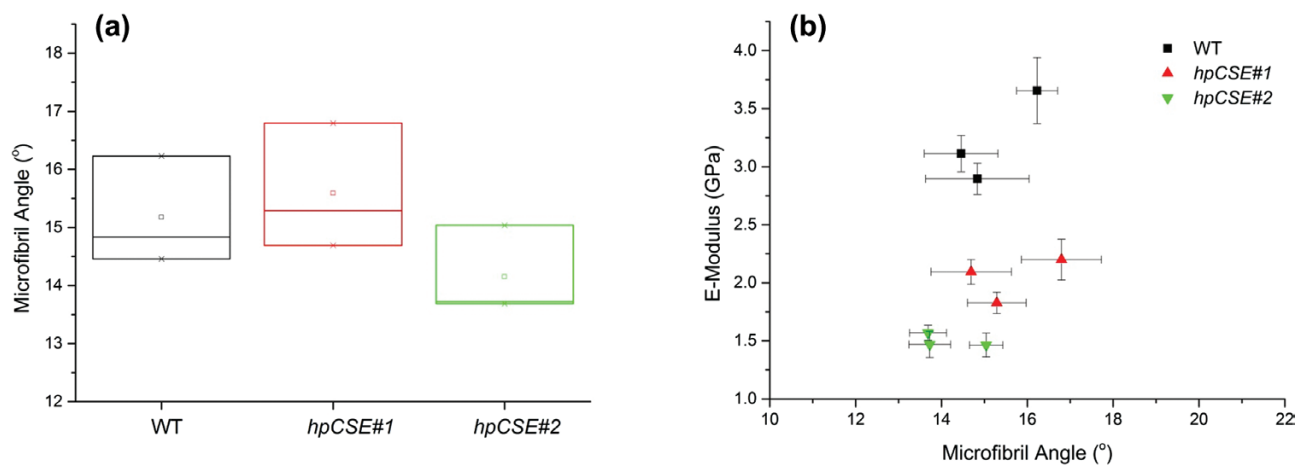 (a)
18
17
16
15
14
13
12
Microfibril Angle (o)
WT
hpCSE#1
hpCSE#2
(b)
4.0
3.5
3.0
2.5
2.0
1.5
1.0
E-Modulus (GPa)
WT
hpCSE#1
hpCSE#2
10 12 14 16 18 20 22
Microfibril Angle (o)